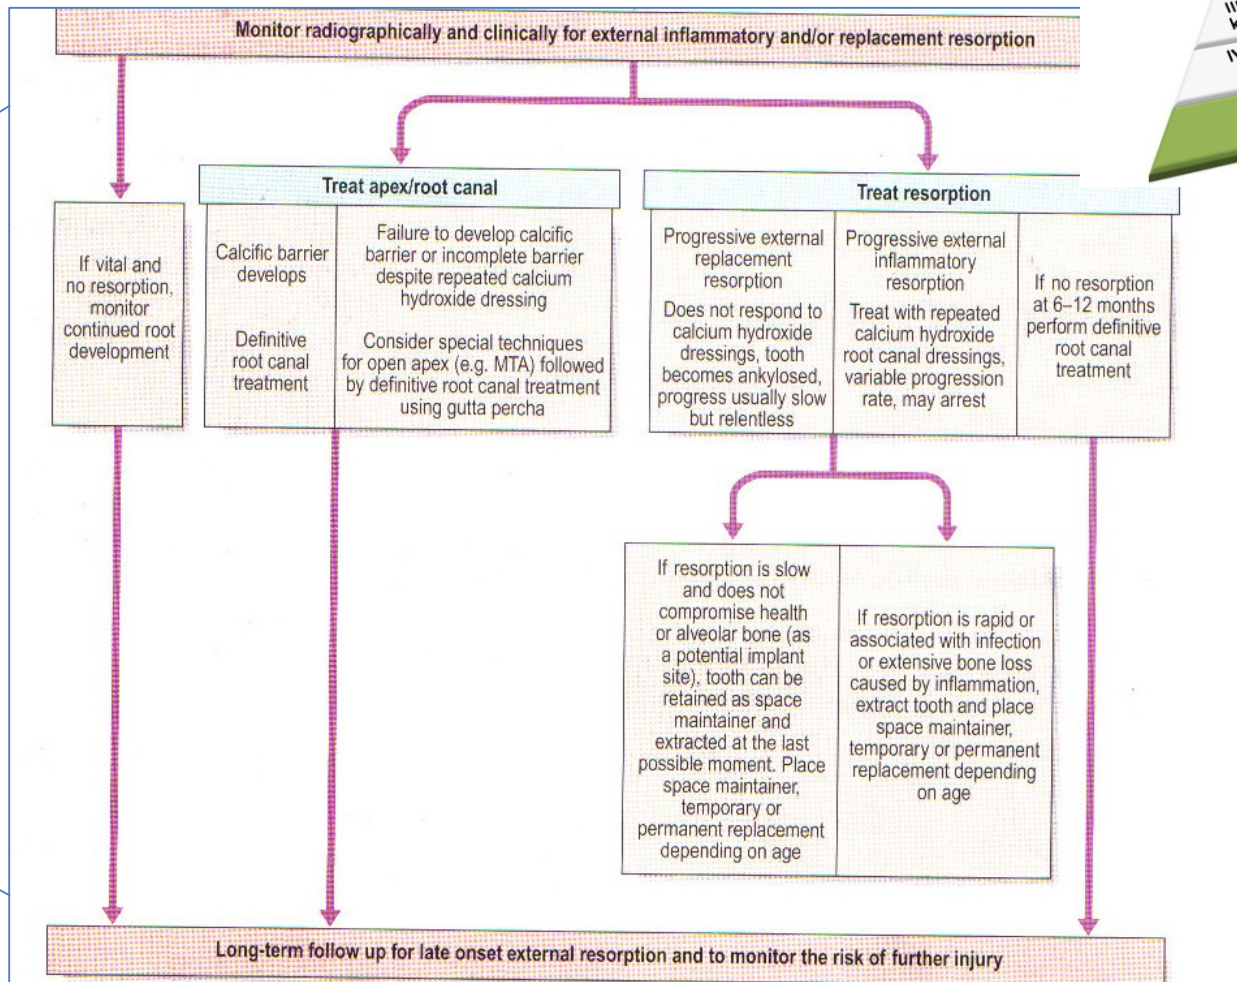 Monitor radiographically and clinically for external inflammatory and/or replacement resorption
If vital and
no resorption,
monitor
continued root
development
Treat apex/root canal
Calcific barrier
develops
Definitive
root canal
treatment
Failure to develop calcific
barrier or incomplete barrier
despite repeated calcium
hydroxide dressing
Consider special techniques
for open apex (e.g. MTA) followed
by definitive root canal treatment
using gutta percha
Treat resorption
Progressive external
replacement
resorption
Does not respond to
calcium hydroxide
dressings, tooth
becomes ankylosed,
progress usually slow
but relentless
Progressive external
inflammatory
resorption
Treat with repeated
calcium hydroxide
root canal dressings,
variable progression
rate, may arrest
If no resorption
at 6–12 months
perform definitive
root canal
treatment
If resorption is slow
and does not
compromise health
or alveolar bone (as
a potential implant
site), tooth can be
retained as space
maintainer and
extracted at the last
possible moment. Place
space maintainer,
temporary or
permanent replacement
depending on age
If resorption is rapid or
associated with infection
or extensive bone loss
caused by inflammation,
extract tooth and place
space maintainer,
temporary or permanent
replacement depending
on age
Long-term follow up for late onset external resorption and to monitor the risk of further injury